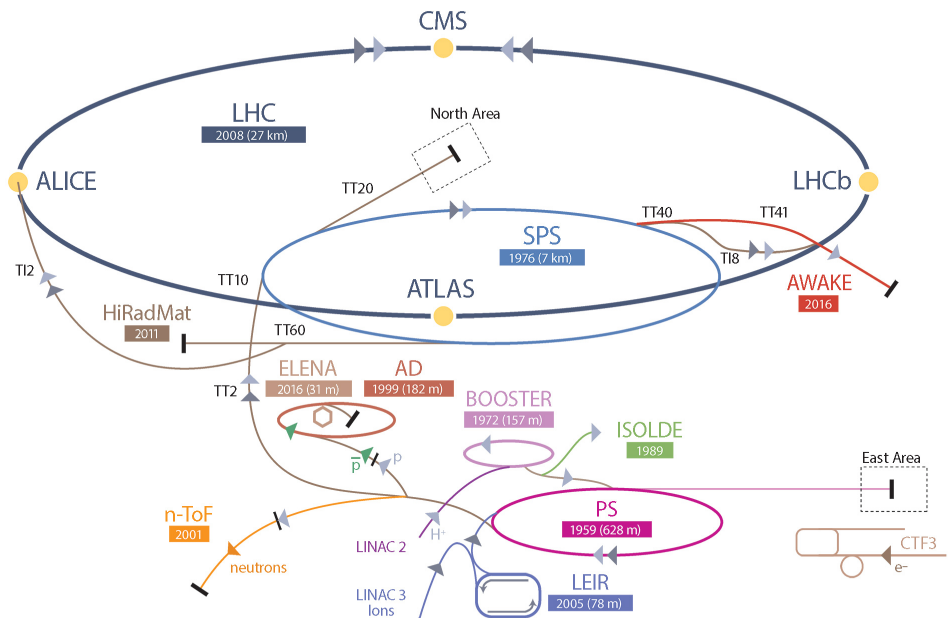 CMS
LHC
2008 (27 km)
North Area
ALICE
LHCb
TT20
TT40
TT41
SPS
1976 (7 km)
TI8
TI2
TT10
ATLAS
AWAKE
2016
HiRadMat
2011
TT60
ELENA
2016 (31 m)
AD
1999 (182 m)
TT2
BOOSTER
1972 (157 m)
ISOLDE
1989
p
p
East Area
n-ToF
2001
PS
1959 (628 m)
H+
LINAC 2
neutrons
CTF3
e-
LEIR
2005 (78 m)
LINAC 3
Ions